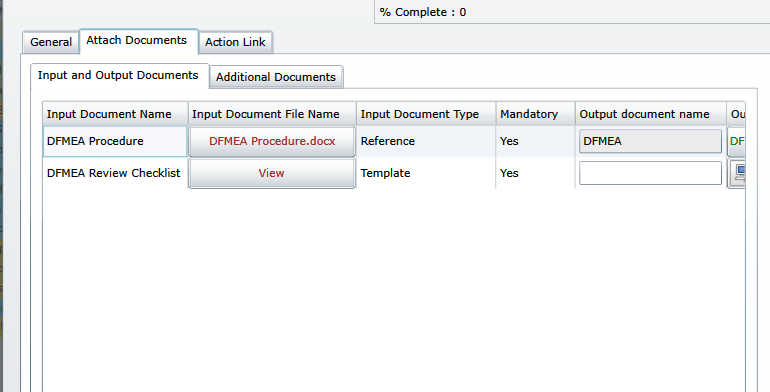 % Complete : 0
General Attach Documents Action Link
Input and Output Documents Additional Documents
Input Document Name Input Document File Name Input Document Type Mandatory Output document name Ou
DFMEA Procedure DFMEA Procedure.docx Reference Yes DFMEA DF
DFMEA Review Checklist View Template Yes